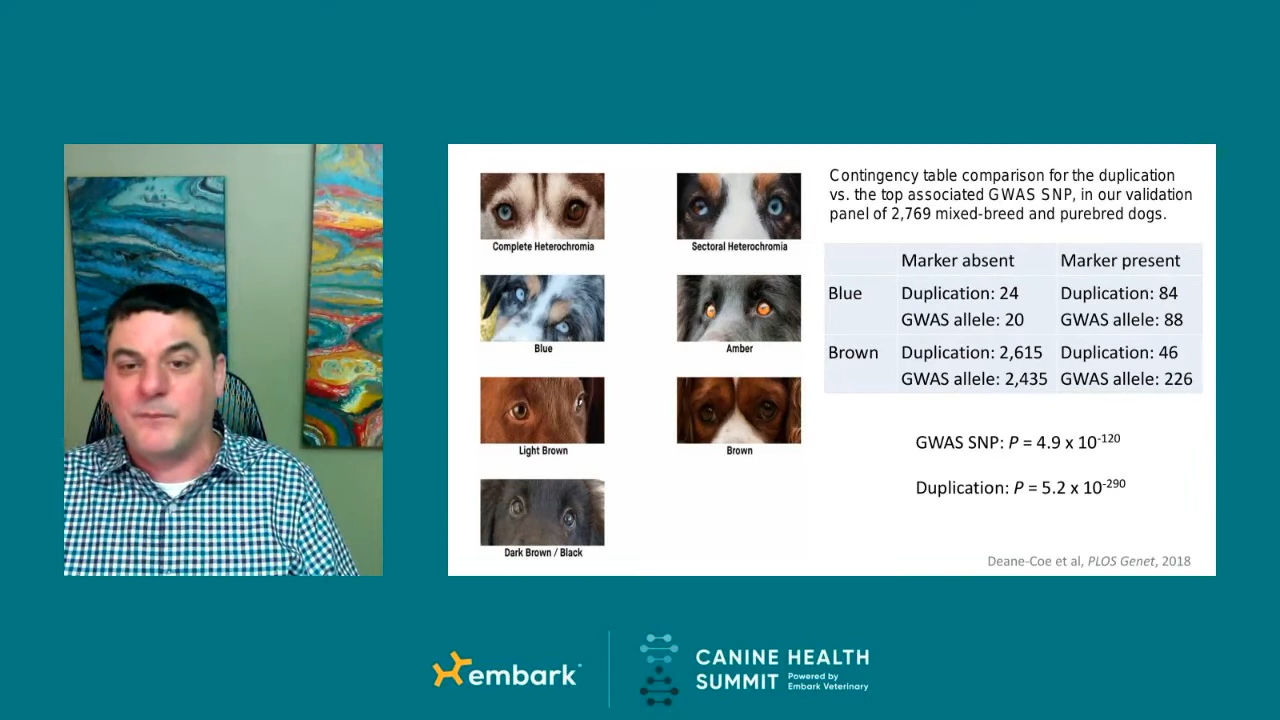 Complete Heterochromia
Sectoral Heterochromia
Blue
Amber
Light Brown
Brown
Dark Brown / Black
Contingency table comparison for the duplication
vs. the top associated GWAS SNP, in our validation
panel of 2,769 mixed-breed and purebred dogs.
Marker absent Marker present
Blue Duplication: 24 Duplication: 84
GWAS allele: 20 GWAS allele: 88
Brown Duplication: 2,615 Duplication: 46
GWAS allele: 2,435 GWAS allele: 226
GWAS SNP: P = 4.9 x 10⁻¹²⁰
Duplication: P = 5.2 x 10⁻²⁹⁰
Deane-Coe et al, PLOS Genet, 2018
embark
CANINE HEALTH
SUMMIT
Powered by
Embark Veterinary